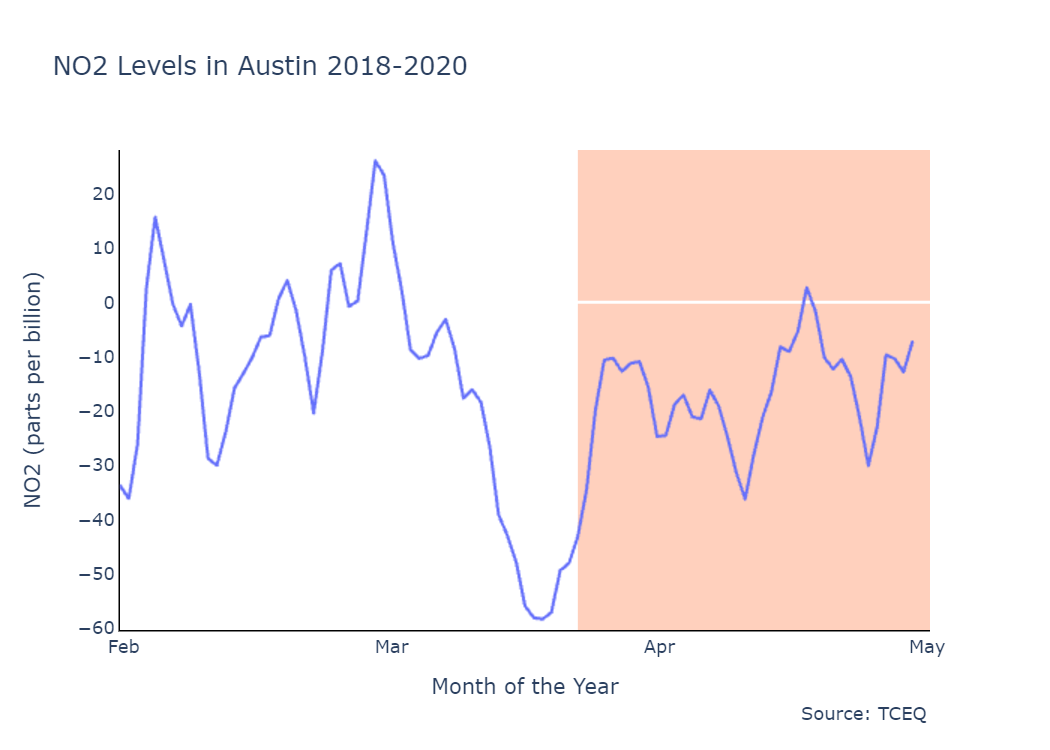 NO2 Levels in Austin 2018-2020
NO2 (parts per billion)
20
10
0
−10
−20
−30
−40
−50
−60
Feb
Mar
Apr
May
Month of the Year
Source: TCEQ